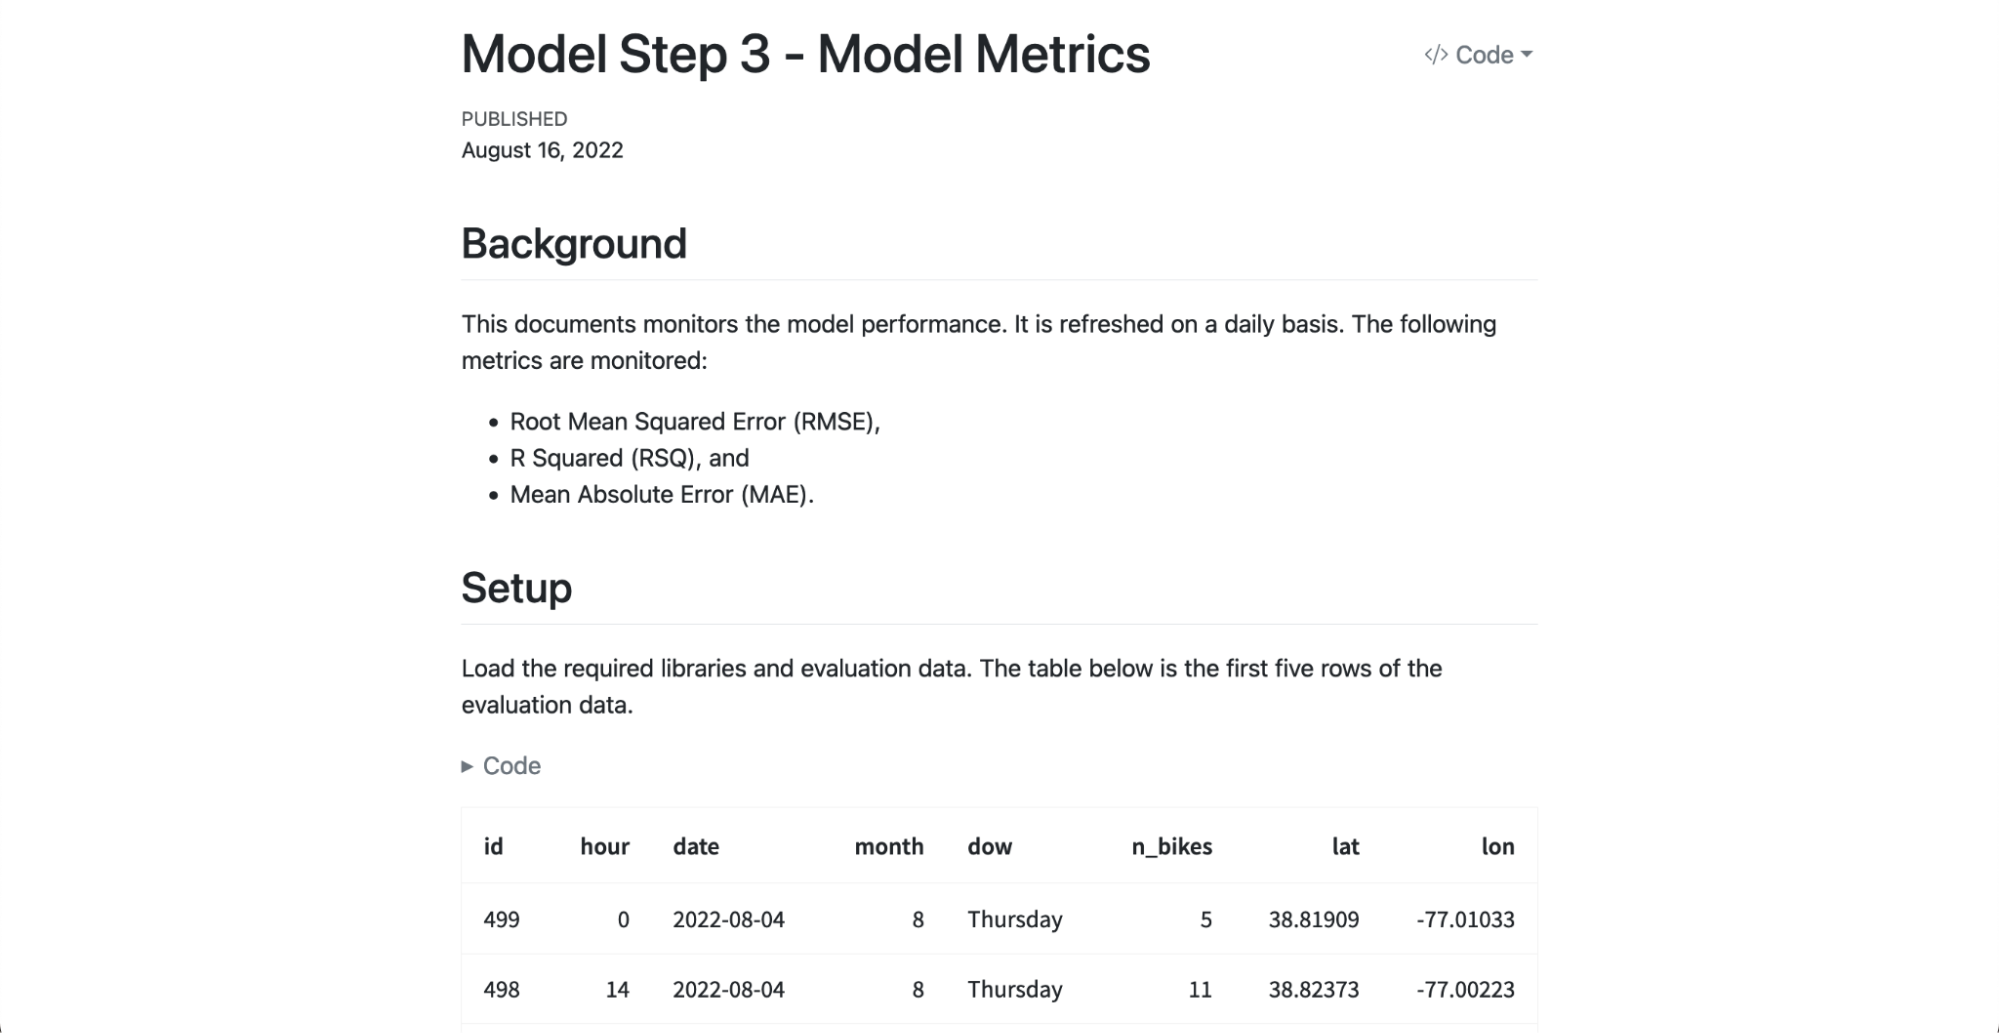 Model Step 3 - Model Metrics
</> Code
PUBLISHED
August 16, 2022
Background
This documents monitors the model performance. It is refreshed on a daily basis. The following
metrics are monitored:
• Root Mean Squared Error (RMSE),
• R Squared (RSQ), and
• Mean Absolute Error (MAE).
Setup
Load the required libraries and evaluation data. The table below is the first five rows of the
evaluation data.
Code
id hour date month dow n_bikes lat lon
499 0 2022-08-04 8 Thursday 5 38.81909 -77.01033
498 14 2022-08-04 8 Thursday 11 38.82373 -77.00223